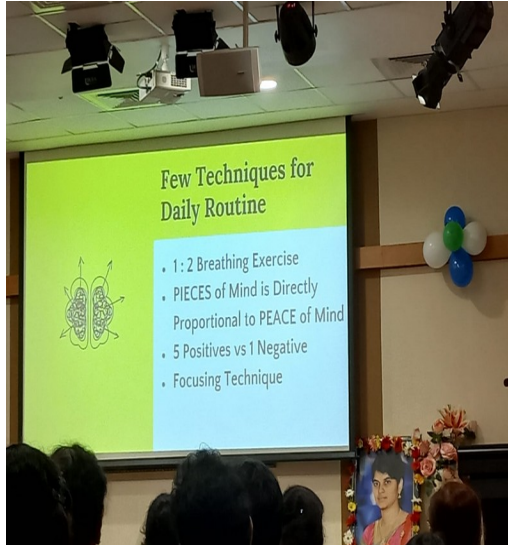 Few Techniques for
Daily Routine
• 1 : 2 Breathing Exercise
• PIECES of Mind is Directly
Proportional to PEACE of Mind
• 5 Positives vs 1 Negative
• Focusing Technique